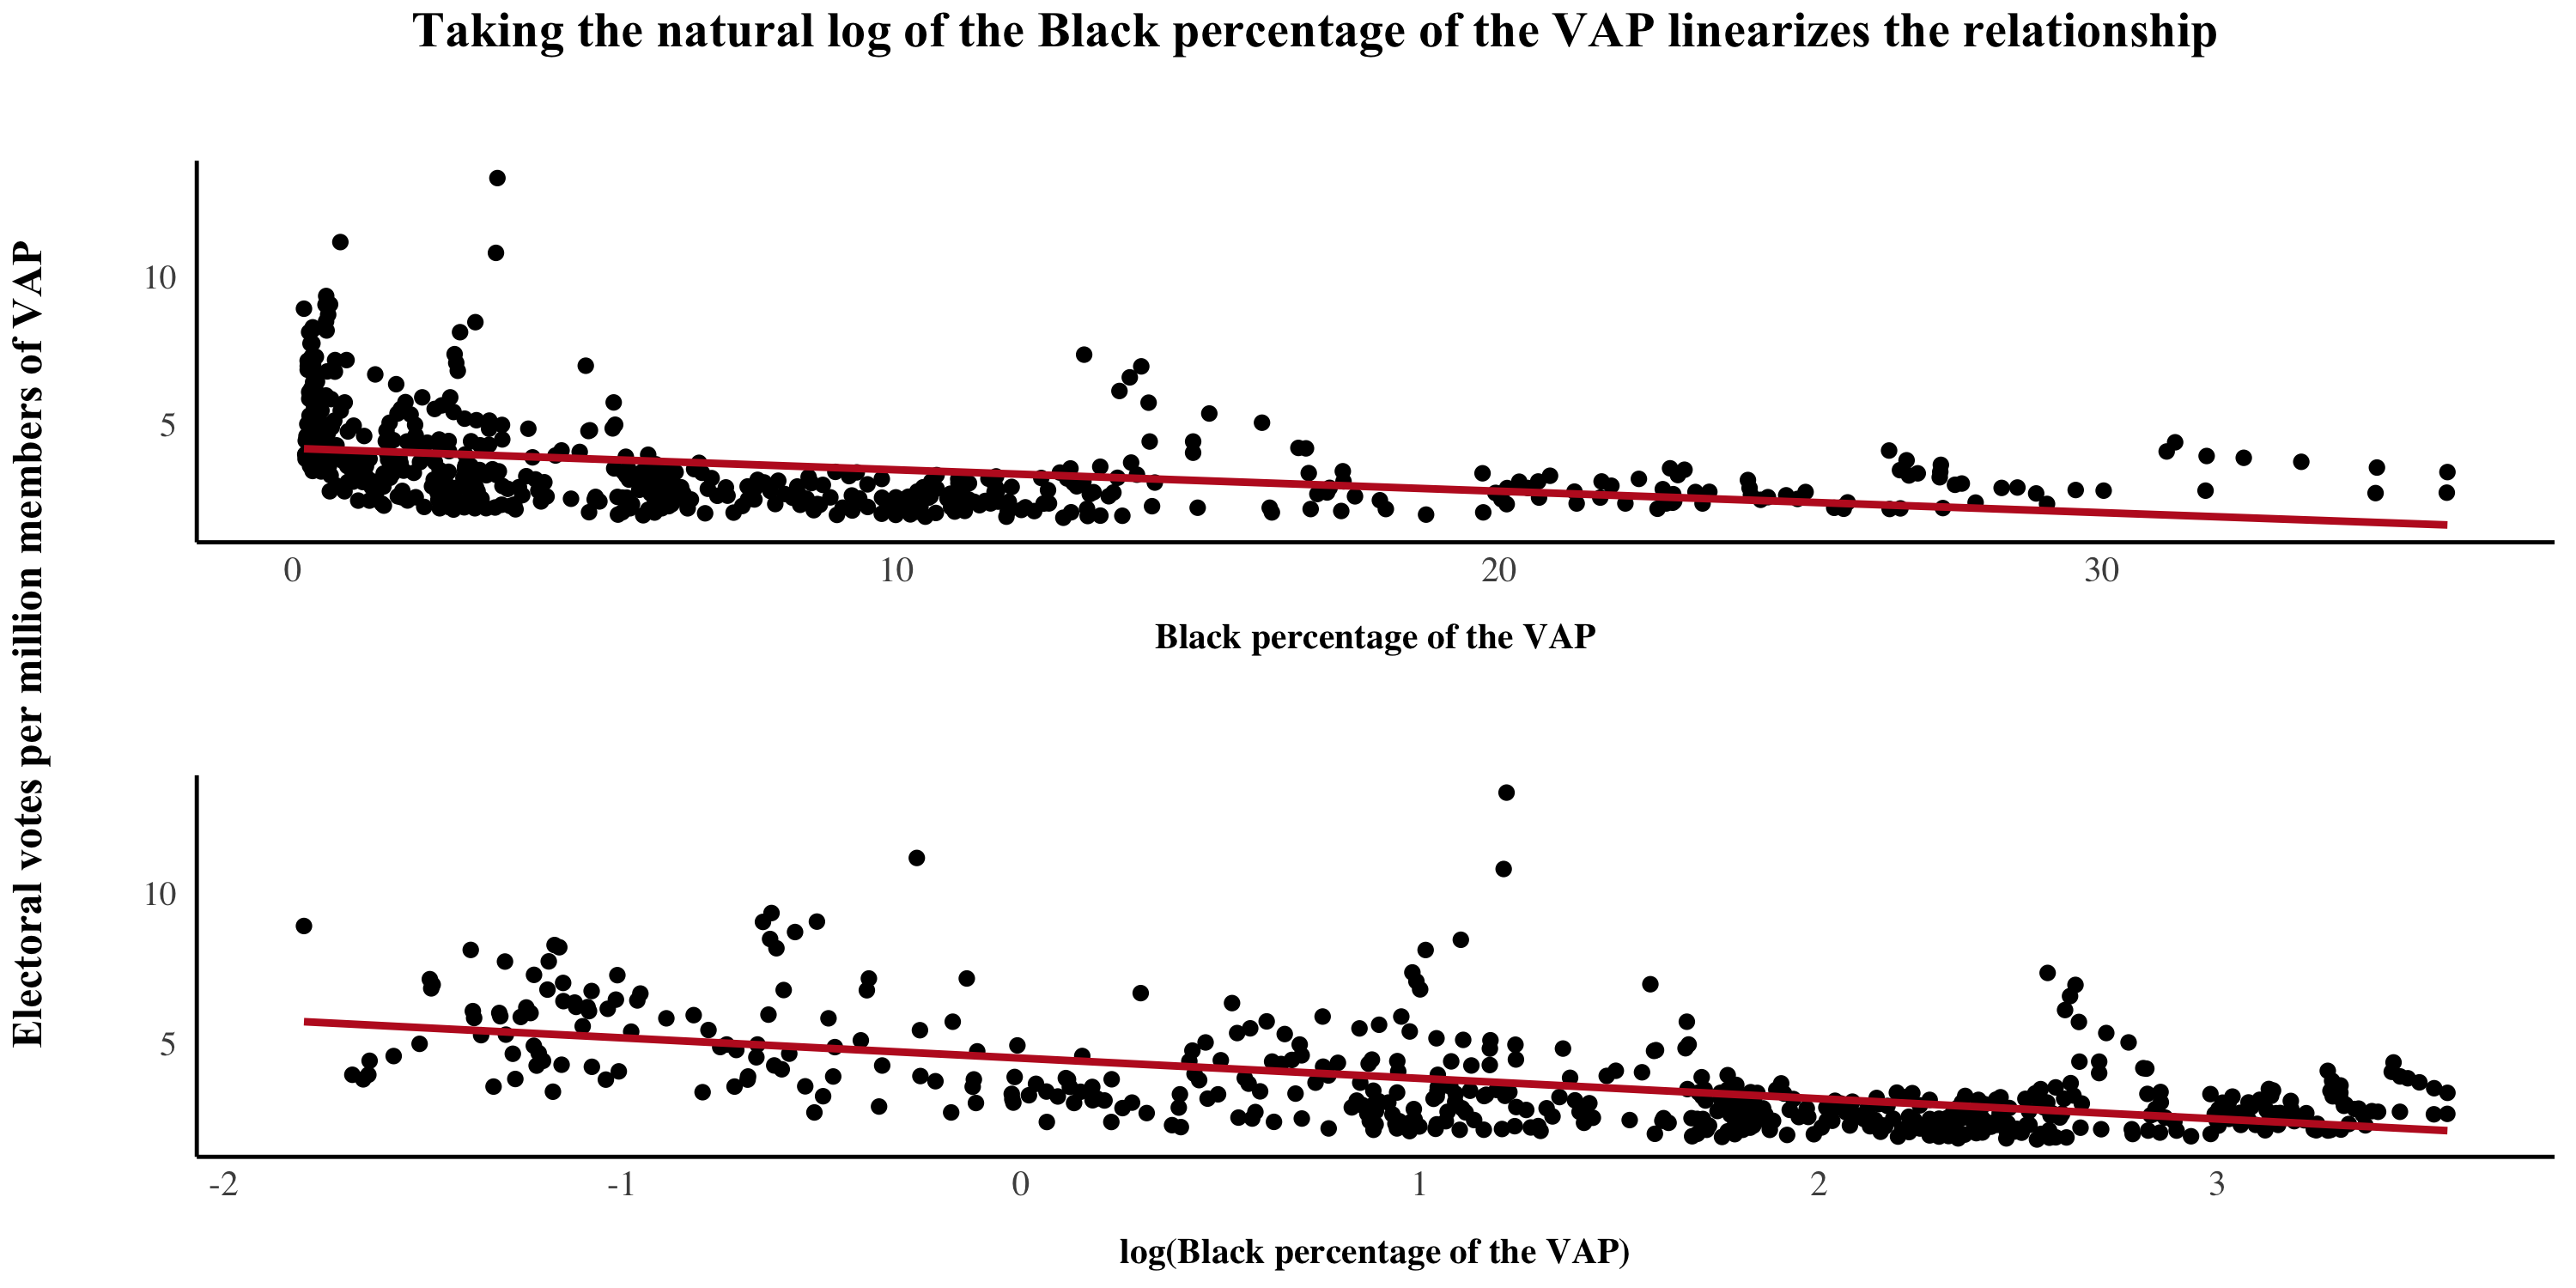 Taking the natural log of the Black percentage of the VAP linearizes the relationship
Electoral votes per million members of VAP
10
5
0 10 20 30
Black percentage of the VAP
10
5
-2 -1 0 1 2 3
log(Black percentage of the VAP)